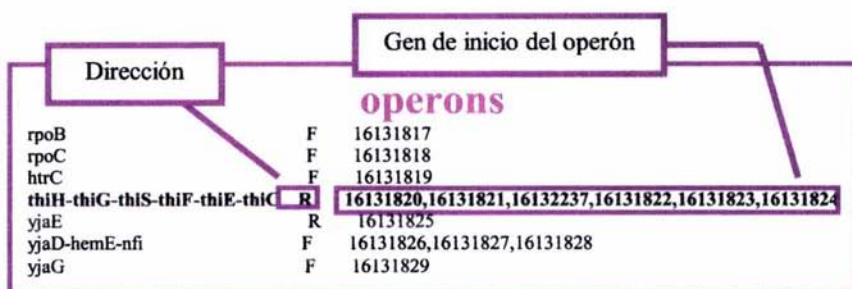 Gen de inicio del operón
Dirección
operons
rpoB F 16131817
rpoC F 16131818
htrC F 16131819
thiH-thiG-thiS-thiF-thiE-thiC R 16131820,16131821,16132237,16131822,16131823,16131824
yjaE R 16131825
yjaD-hemE-nfi F 16131826,16131827,16131828
yjaG F 16131829